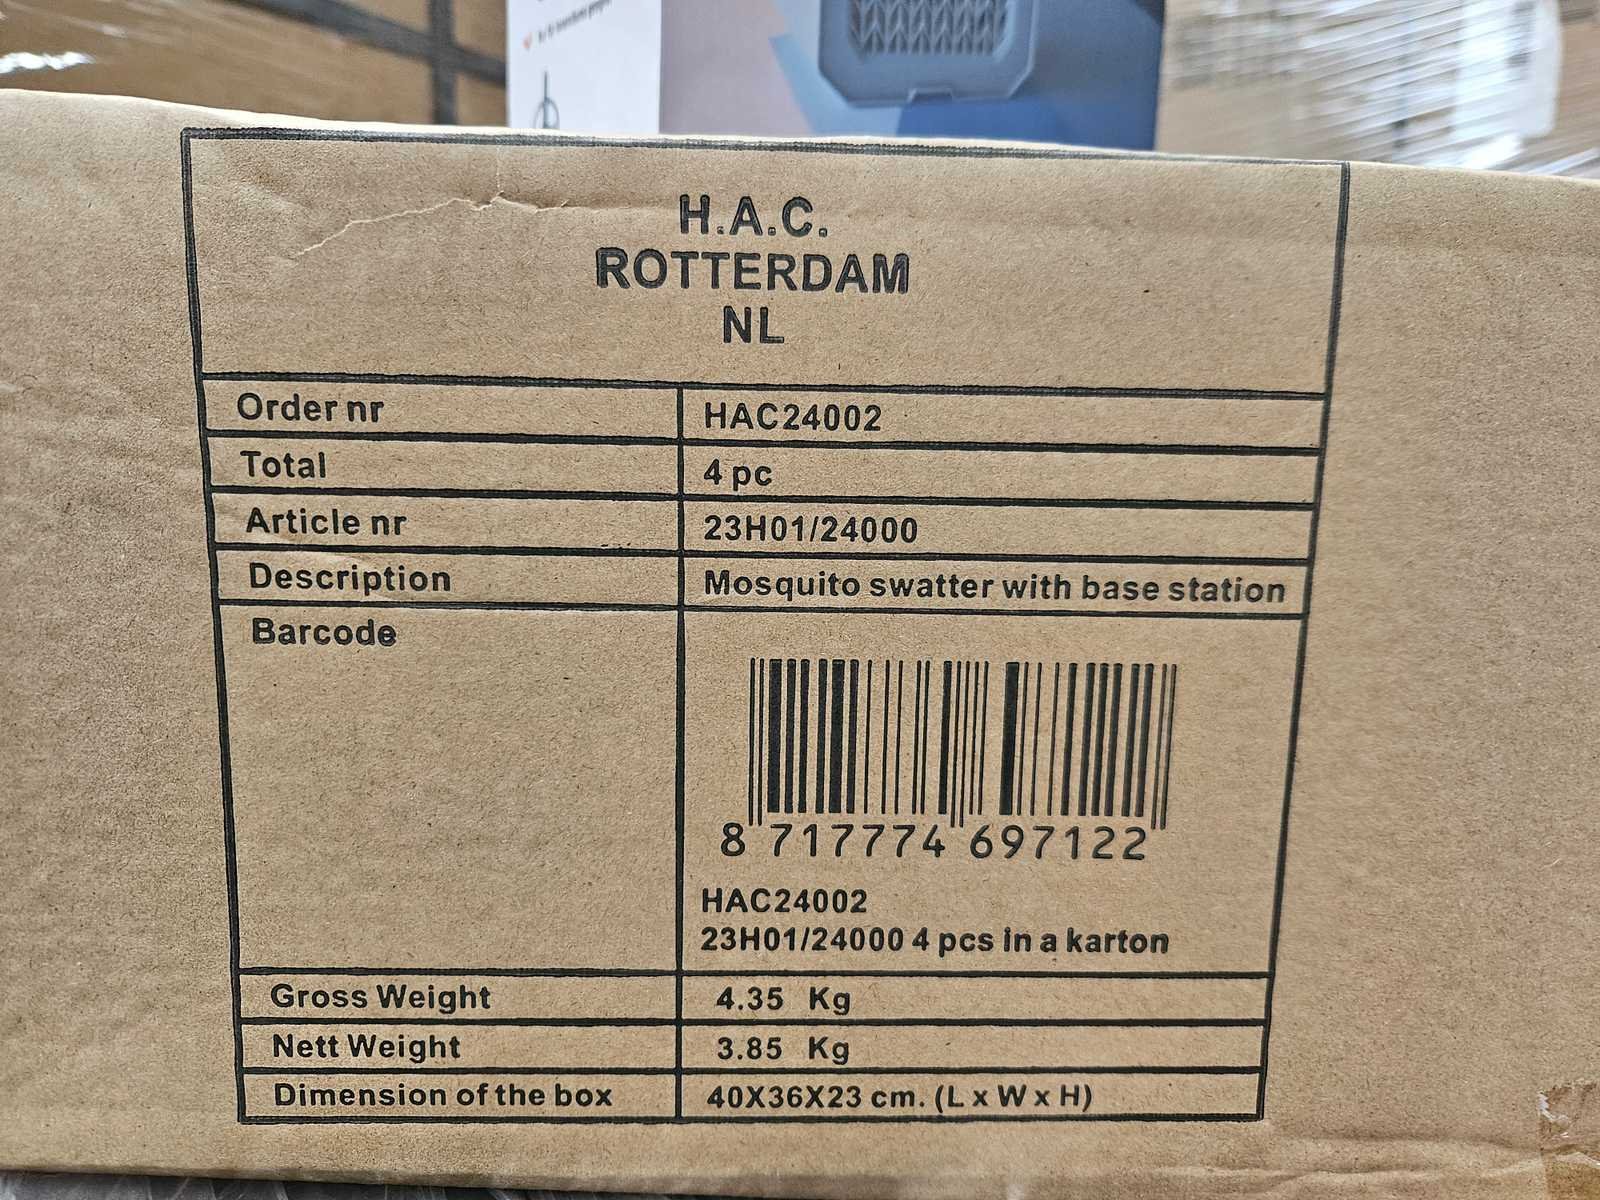 H.A.C.
ROTTERDAM
NL
Order nr HAC24002
Total 4 pc
Article nr 23H01/24000
Description Mosquito swatter with base station
Barcode
8 717774 697122
HAC24002
23H01/24000 4 pcs in a karton
Gross Weight 4.35 Kg
Nett Weight 3.85 Kg
Dimension of the box 40X36X23 cm. (L x W x H)